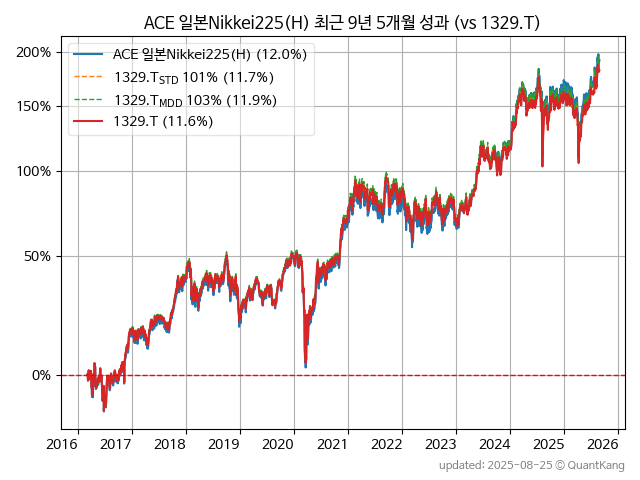 ACE 일본Nikkei225(H) 최근 9년 5개월 성과 (vs 1329.T)
200%
150%
100%
50%
0%
ACE 일본Nikkei225(H) (12.0%)
1329.TSTD 101% (11.7%)
1329.TMDD 103% (11.9%)
1329.T (11.6%)
2016 2017 2018 2019 2020 2021 2022 2023 2024 2025 2026
updated: 2025-08-25 © QuantKang